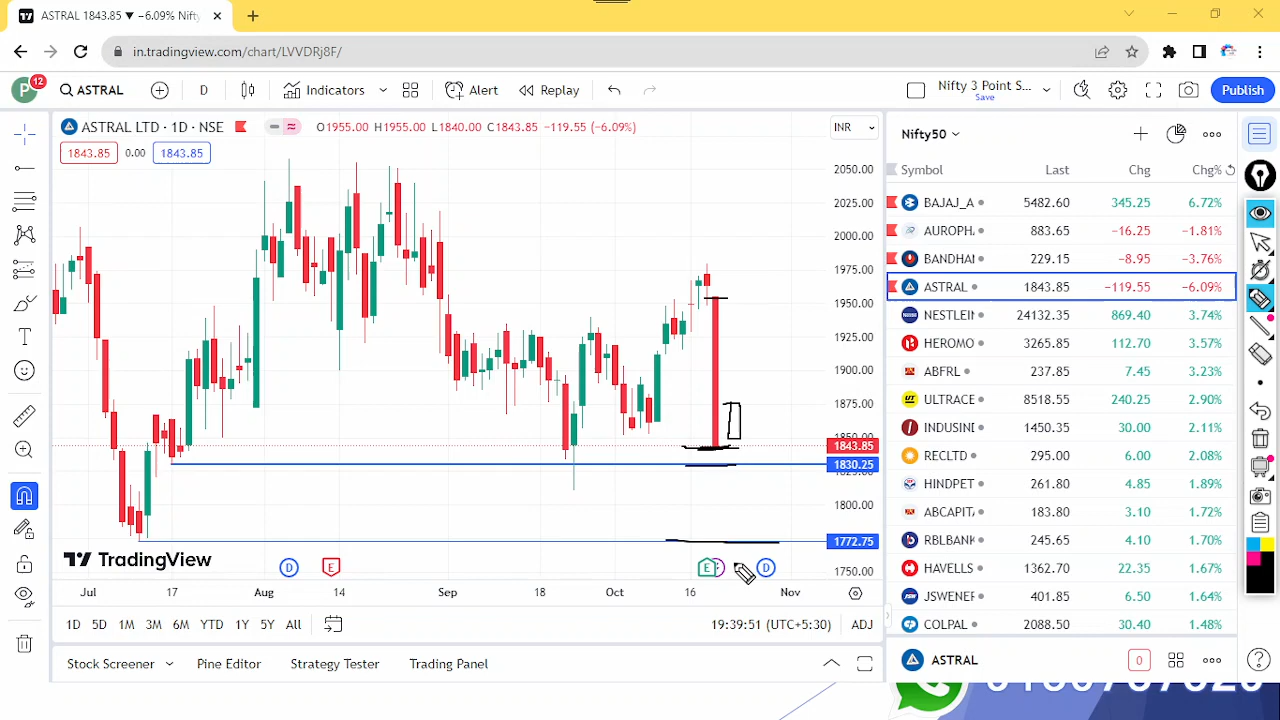 ASTRAL 1843.85 ▼ −6.09% Nifty
in.tradingview.com/chart/LVVDRj8F/
P 12 ASTRAL D Indicators Alert Replay Nifty 3 Point S... Save Publish
ASTRAL LTD · 1D · NSE O1955.00 H1955.00 L1840.00 C1843.85 −119.55 (−6.09%) INR
1843.85 0.00 1843.85
2050.00
2025.00
2000.00
1975.00
1950.00
1925.00
1900.00
1875.00
1843.85
1830.25
1800.00
1772.75
1750.00
TradingView
D E E D
Jul 17 Aug 14 Sep 18 Oct 16 Nov
1D 5D 1M 3M 6M YTD 1Y 5Y All 19:39:51 (UTC+5:30) ADJ
Stock Screener Pine Editor Strategy Tester Trading Panel
Nifty50
Symbol Last Chg Chg%
BAJAJ_A 5482.60 345.25 6.72%
AUROPH 883.65 −16.25 −1.81%
BANDHAI 229.15 −8.95 −3.76%
ASTRAL 1843.85 −119.55 −6.09%
NESTLEIN 24132.35 869.40 3.74%
HEROMO 3265.85 112.70 3.57%
ABFRL 237.85 7.45 3.23%
ULTRACE 8518.55 240.25 2.90%
INDUSINI 1450.35 30.00 2.11%
RECLTD 295.00 6.00 2.08%
HINDPET 261.80 4.85 1.89%
ABCAPITA 183.80 3.10 1.72%
RBLBANK 245.65 4.10 1.70%
HAVELLS 1362.70 22.35 1.67%
JSWENEF 401.85 6.50 1.64%
COLPAL 2088.50 30.40 1.48%
ASTRAL 0